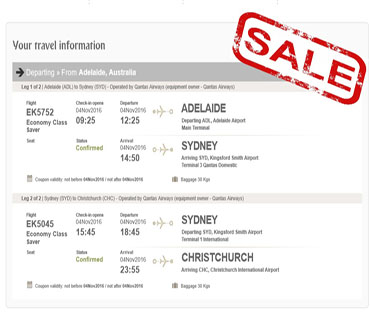 Your travel information
SALE
Departing » From Adelaide, Australia
Leg 1 of 2 | Adelaide (ADL) to Sydney (SYD) - Operated by Qantas Airways (equipment owner - Qantas Airways)
Flight Check-in opens Departure
EK5752 04Nov2016 04Nov2016 ADELAIDE
Economy Class 09:25 12:25 Departing ADL, Adelaide Airport
Saver Main Terminal
Seat Status Arrival
Confirmed 04Nov2016 SYDNEY
14:50 Arriving SYD, Kingsford Smith Airport
Terminal 3 Qantas Domestic
Coupon validity: not before 04Nov2016 / not after 04Nov2016 Baggage 30 Kgs
Leg 2 of 2 | Sydney (SYD) to Christchurch (CHC) - Operated by Qantas Airways (equipment owner - Qantas Airways)
Flight Check-in opens Departure
EK5045 04Nov2016 04Nov2016 SYDNEY
Economy Class 15:45 18:45 Departing SYD, Kingsford Smith Airport
Saver Terminal 1 International
Seat Status Arrival
Confirmed 04Nov2016 CHRISTCHURCH
23:55 Arriving CHC, Christchurch International Airport
Coupon validity: not before 04Nov2016 / not after 04Nov2016 Baggage 30 Kgs